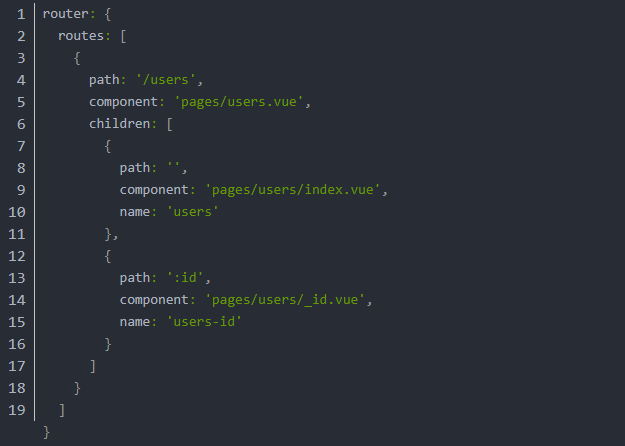 1 router: {
2   routes: [
3     {
4       path: '/users',
5       component: 'pages/users.vue',
6       children: [
7         {
8           path: '',
9           component: 'pages/users/index.vue',
10           name: 'users'
11         },
12         {
13           path: ':id',
14           component: 'pages/users/_id.vue',
15           name: 'users-id'
16         }
17       ]
18     }
19   ]
}